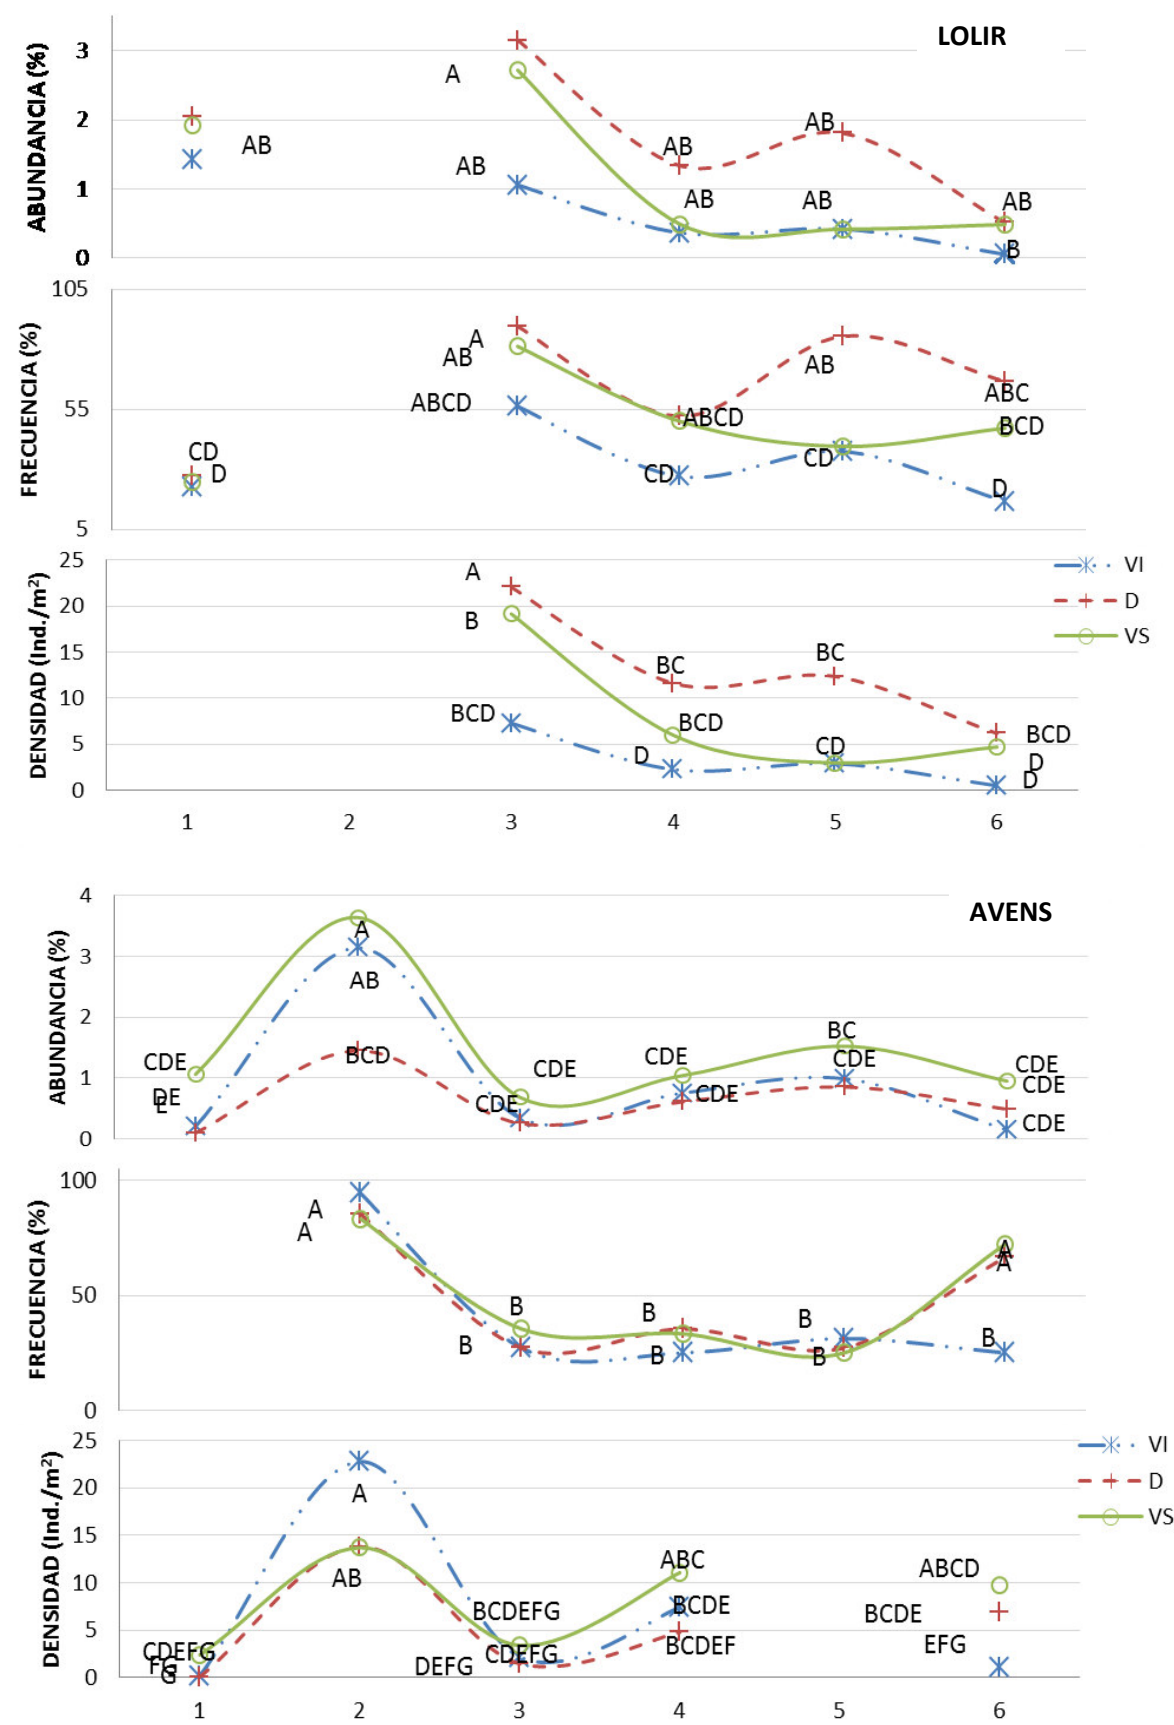 LOLIR
ABUNDANCIA (%)
3
2
1
0
A
AB
AB
AB
AB
AB
AB
AB
B
FRECUENCIA (%)
105
55
5
CD
D
A
AB
ABCD
ABCD
CD
AB
CD
ABC
BCD
D
DENSIDAD (Ind./m²)
25
20
15
10
5
0
A
B
BCD
BC
BCD
D
BC
CD
BCD
D
D
VI
D
VS
1 2 3 4 5 6
AVENS
ABUNDANCIA (%)
4
3
2
1
0
CDE
DE
E
A
AB
BCD
CDE
CDE
CDE
CDE
BC
CDE
CDE
CDE
CDE
FRECUENCIA (%)
100
50
0
A
A
B
B
B
B
B
B
A
A
B
DENSIDAD (Ind./m²)
25
20
15
10
5
0
CDEFG
FG
G
A
AB
BCDEFG
CDEFG
DEFG
ABC
BCDE
BCDEF
ABCD
BCDE
EFG
VI
D
VS
1 2 3 4 5 6